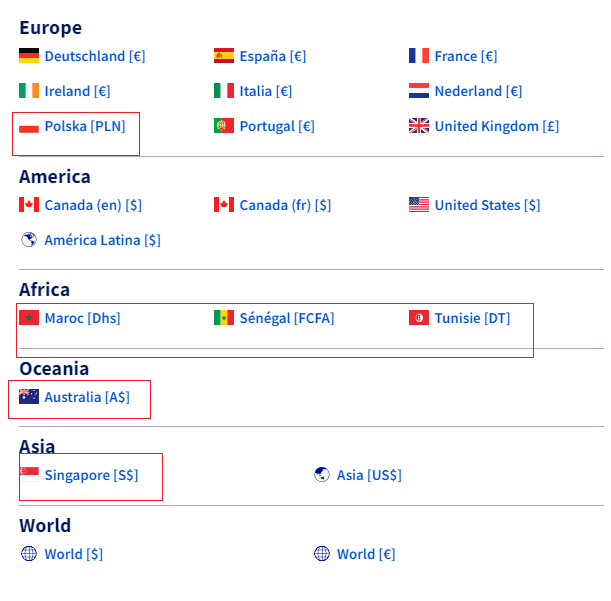 Europe
Deutschland [€] España [€] France [€]
Ireland [€] Italia [€] Nederland [€]
Polska [PLN] Portugal [€] United Kingdom [£]
America
Canada (en) [$] Canada (fr) [$] United States [$]
América Latina [$]
Africa
Maroc [Dhs] Sénégal [FCFA] Tunisie [DT]
Oceania
Australia [A$]
Asia
Singapore [S$] Asia [US$]
World
World [$] World [€]